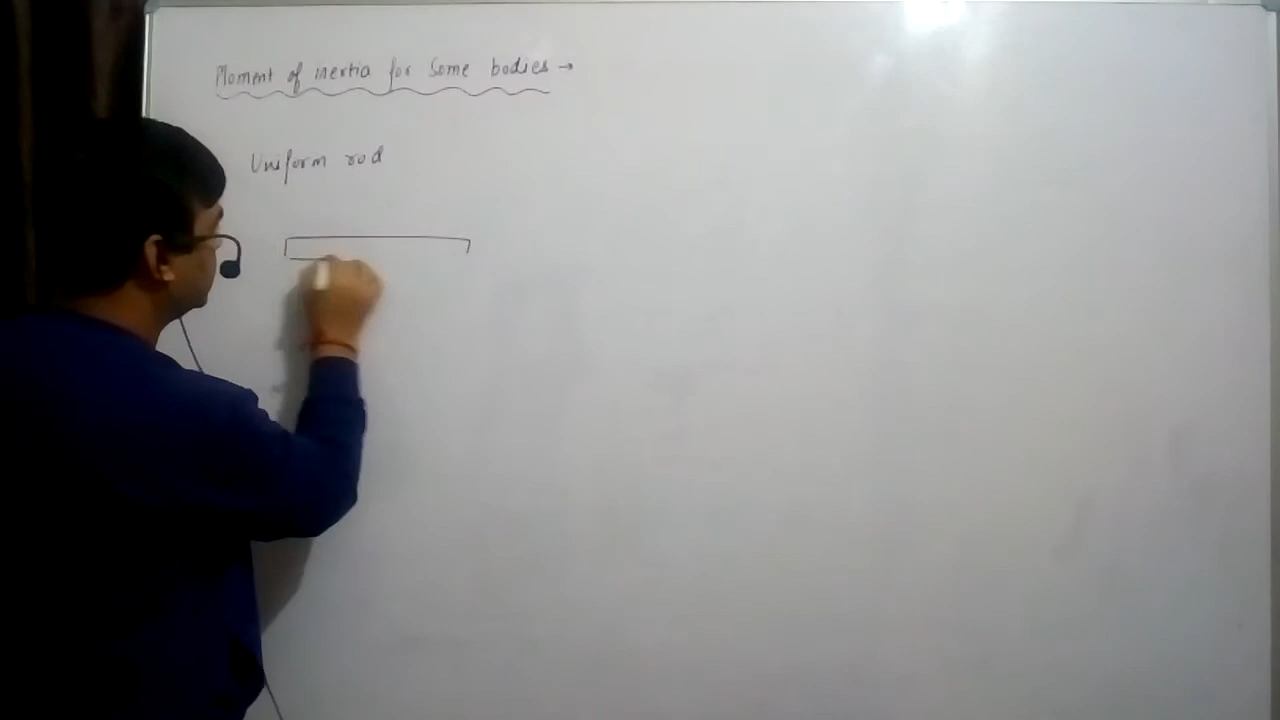 Moment of inertia for Some bodies →
Uniform rod